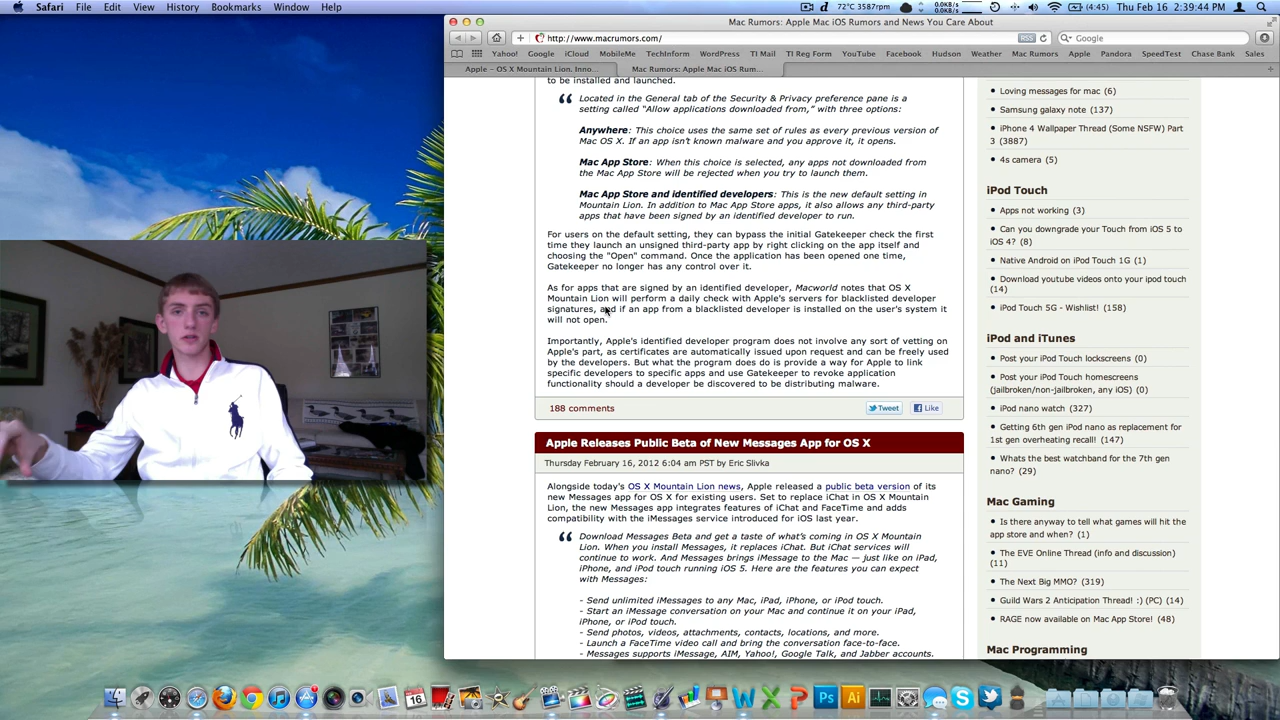 Safari File Edit View History Bookmarks Window Help
72°C 3587rpm 0.0KB/s 0.0KB/s (4:45) Thu Feb 16 2:39:44 PM
Mac Rumors: Apple Mac iOS Rumors and News You Care About
http://www.macrumors.com/ RSS Google
Yahoo! Google iCloud MobileMe TechInform WordPress TI Mail TI Reg Form YouTube Facebook Hudson Weather Mac Rumors Apple Pandora SpeedTest Chase Bank Sales
Apple – OS X Mountain Lion. Inno... Mac Rumors: Apple Mac iOS Rum...
to be installed and launched.
“ Located in the General tab of the Security & Privacy preference pane is a
setting called "Allow applications downloaded from," with three options:
Anywhere: This choice uses the same set of rules as every previous version of
Mac OS X. If an app isn't known malware and you approve it, it opens.
Mac App Store: When this choice is selected, any apps not downloaded from
the Mac App Store will be rejected when you try to launch them.
Mac App Store and identified developers: This is the new default setting in
Mountain Lion. In addition to Mac App Store apps, it also allows any third-party
apps that have been signed by an identified developer to run.
For users on the default setting, they can bypass the initial Gatekeeper check the first
time they launch an unsigned third-party app by right clicking on the app itself and
choosing the "Open" command. Once the application has been opened one time,
Gatekeeper no longer has any control over it.
As for apps that are signed by an identified developer, Macworld notes that OS X
Mountain Lion will perform a daily check with Apple's servers for blacklisted developer
signatures, and if an app from a blacklisted developer is installed on the user's system it
will not open.
Importantly, Apple's identified developer program does not involve any sort of vetting on
Apple's part, as certificates are automatically issued upon request and can be freely used
by the developers. But what the program does do is provide a way for Apple to link
specific developers to specific apps and use Gatekeeper to revoke application
functionality should a developer be discovered to be distributing malware.
188 comments Tweet Like
Apple Releases Public Beta of New Messages App for OS X
Thursday February 16, 2012 6:04 am PST by Eric Slivka
Alongside today's OS X Mountain Lion news, Apple released a public beta version of its
new Messages app for OS X for existing users. Set to replace iChat in OS X Mountain
Lion, the new Messages app integrates features of iChat and FaceTime and adds
compatibility with the iMessages service introduced for iOS last year.
“ Download Messages Beta and get a taste of what's coming in OS X Mountain
Lion. When you install Messages, it replaces iChat. But iChat services will
continue to work. And Messages brings iMessage to the Mac — just like on iPad,
iPhone, and iPod touch running iOS 5. Here are the features you can expect
with Messages:
- Send unlimited iMessages to any Mac, iPad, iPhone, or iPod touch.
- Start an iMessage conversation on your Mac and continue it on your iPad,
iPhone, or iPod touch.
- Send photos, videos, attachments, contacts, locations, and more.
- Launch a FaceTime video call and bring the conversation face-to-face.
- Messages supports iMessage, AIM, Yahoo!, Google Talk, and Jabber accounts.
Loving messages for mac (6)
Samsung galaxy note (137)
iPhone 4 Wallpaper Thread (Some NSFW) Part
3 (3887)
4s camera (5)
iPod Touch
Apps not working (3)
Can you downgrade your Touch from iOS 5 to
iOS 4? (8)
Native Android on iPod Touch 1G (1)
Download youtube videos onto your ipod touch
(14)
iPod Touch 5G - Wishlist! (158)
iPod and iTunes
Post your iPod Touch lockscreens (0)
Post your iPod Touch homescreens
(jailbroken/non-jailbroken, any iOS) (0)
iPod nano watch (327)
Getting 6th gen iPod nano as replacement for
1st gen overheating recall! (147)
Whats the best watchband for the 7th gen
nano? (29)
Mac Gaming
Is there anyway to tell what games will hit the
app store and when? (1)
The EVE Online Thread (info and discussion)
(11)
The Next Big MMO? (319)
Guild Wars 2 Anticipation Thread! :) (PC) (14)
RAGE now available on Mac App Store! (48)
Mac Programming
16 W X P Ps Ai S